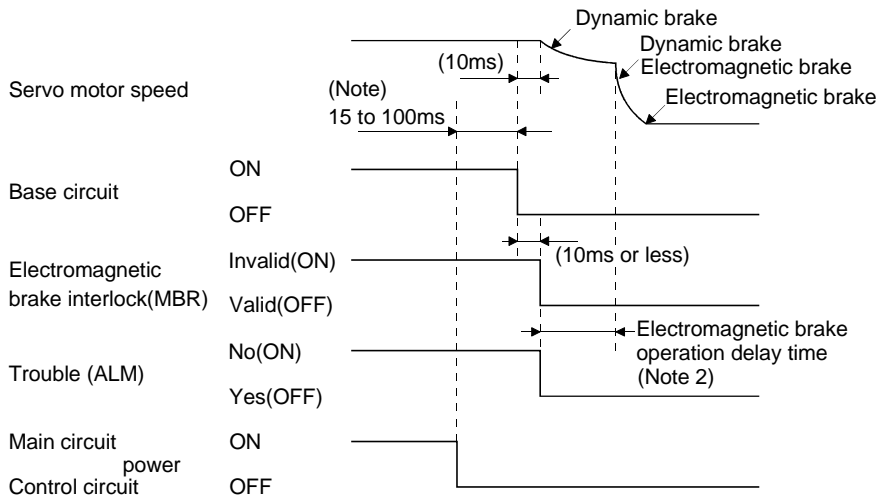 Dynamic brake
Dynamic brake
Electromagnetic brake
Electromagnetic brake
(10ms)
Servo motor speed
(Note)
15 to 100ms
Base circuit
ON
OFF
(10ms or less)
Electromagnetic
brake interlock(MBR)
Invalid(ON)
Valid(OFF)
Electromagnetic brake
operation delay time
(Note 2)
Trouble (ALM)
No(ON)
Yes(OFF)
Main circuit
power
Control circuit
ON
OFF